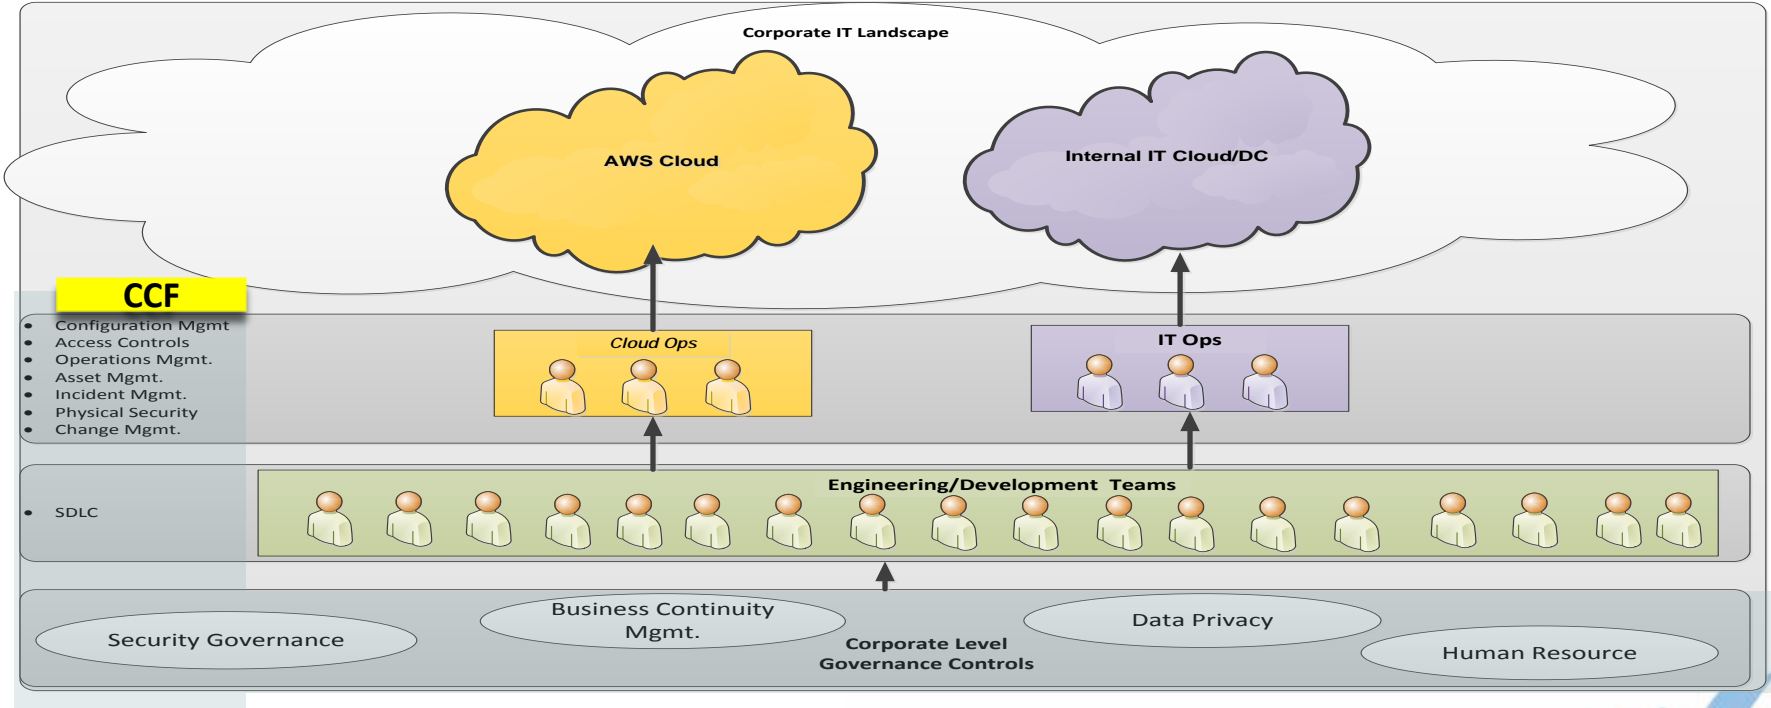 Corporate IT Landscape
AWS Cloud
Internal IT Cloud/DC
CCF
• Configuration Mgmt
• Access Controls
• Operations Mgmt.
• Asset Mgmt.
• Incident Mgmt.
• Physical Security
• Change Mgmt.
Cloud Ops
IT Ops
• SDLC
Engineering/Development Teams
Security Governance
Business Continuity
Mgmt.
Corporate Level
Governance Controls
Data Privacy
Human Resource